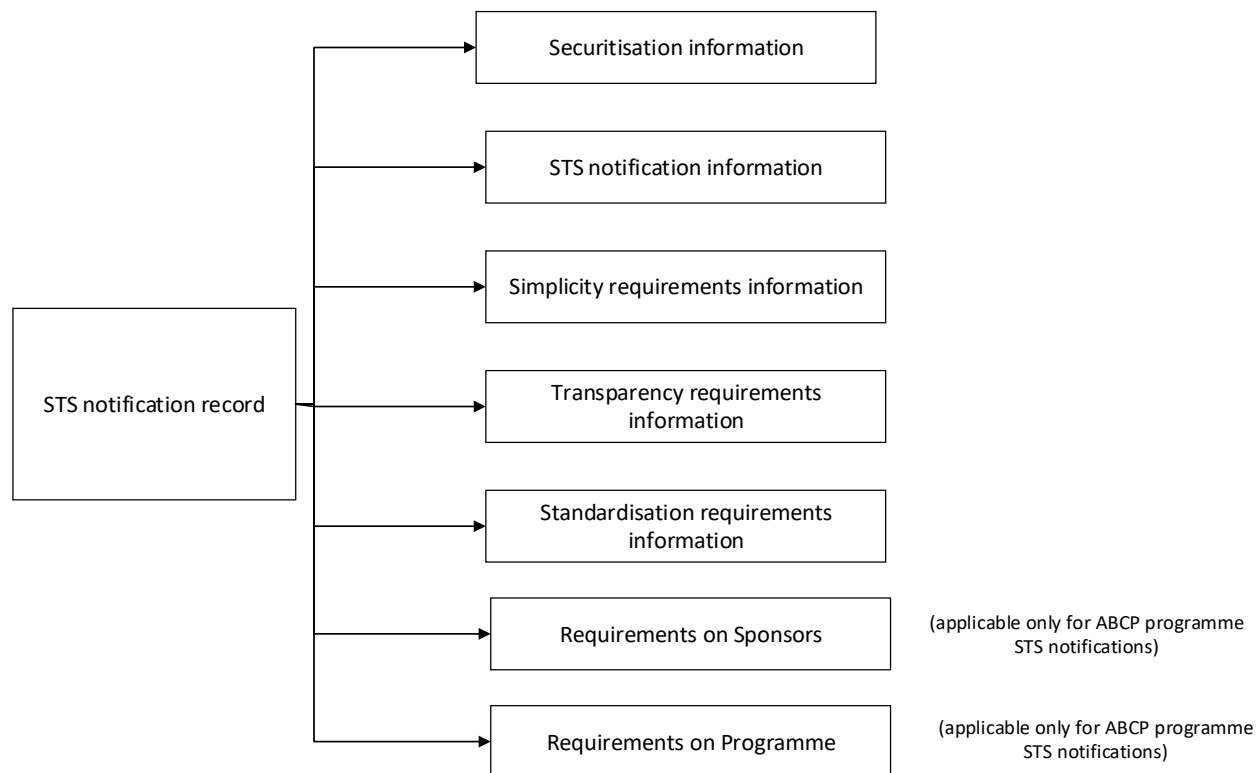 Securitisation information
STS notification information
Simplicity requirements information
STS notification record
Transparency requirements
information
Standardisation requirements
information
Requirements on Sponsors
(applicable only for ABCP programme
STS notifications)
Requirements on Programme
(applicable only for ABCP programme
STS notifications)